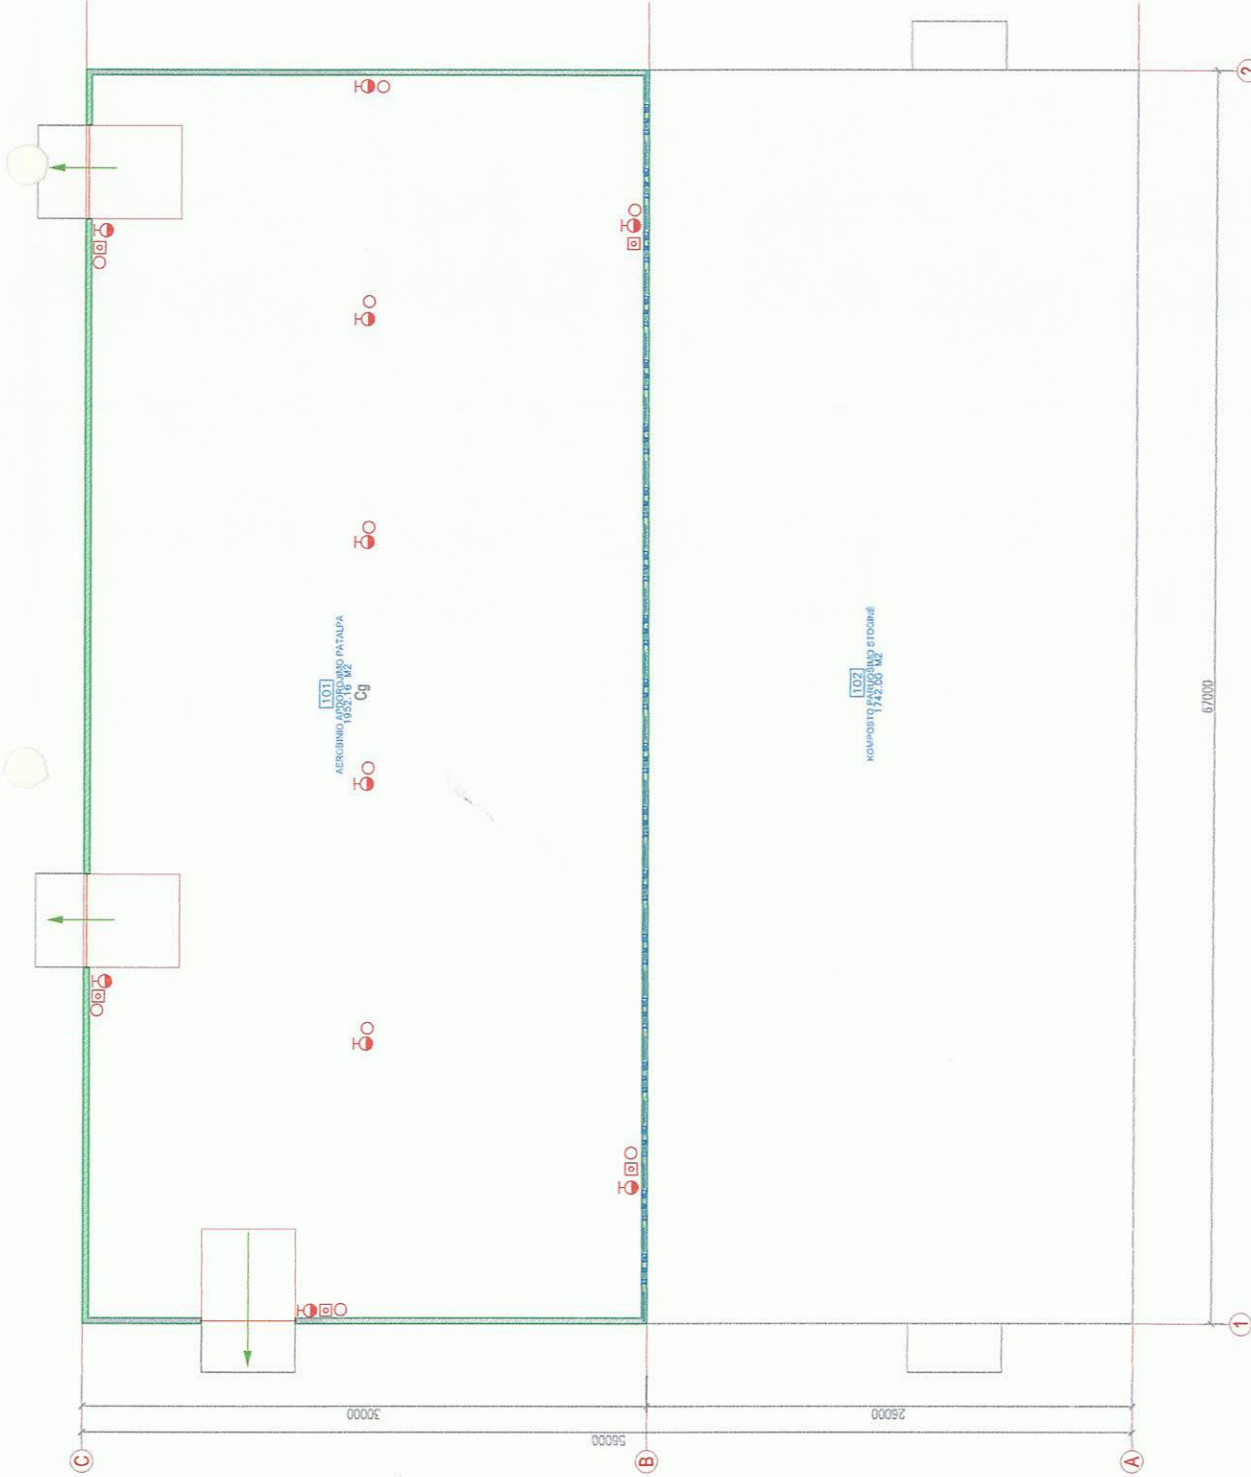 2
101
AEROBINIO APDOROJIMO PATALPA
1952.16 M2
Cg
102
KOMPOSTO PARUOŠIMO STOGINĖ
1742.00 M2
67000
1
30000
26000
56000
C
B
A